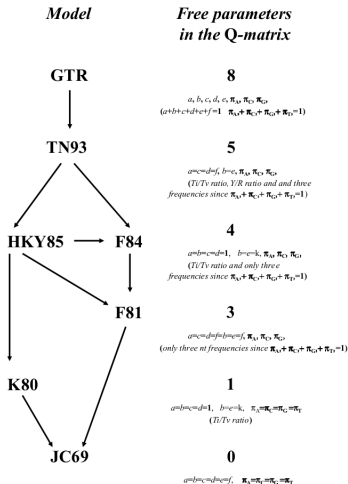 Model Free parameters
in the Q-matrix
GTR 8
a, b, c, d, e, πA, πC, πG,
(a+b+c+d+e+f=1 πA,+πC,+πG,+πT,=1)
TN93 5
a=c=d=f, b=e, πA, πC, πG,
(Ti/Tv ratio, Y/R ratio and and three
frequencies since πA,+πC,+πG,+πT,=1)
HKY85 F84 4
a=b=c=d=1, b=e=k, πA, πC, πG,
(Ti/Tv ratio and only three
frequencies since πA,+πC,+πG,+πT,=1)
F81 3
a=c=d=f=b=e=f, πA, πC, πG,
(only three nt frequencies since πA,+πC,+πG,+πT,=1)
K80 1
a=b=c=d=1, b=e=k, πA=πC=πG=πT
(Ti/Tv ratio)
JC69 0
a=b=c=d=e=f, πA=πC=πG=πT